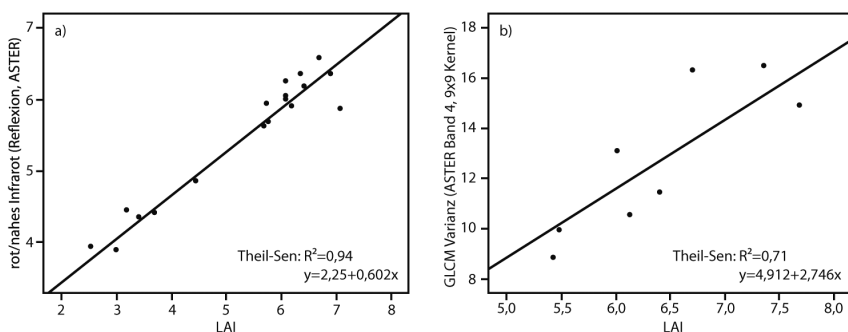 a)
rot/nahes Infrarot (Reflexion, ASTER)
7
6
5
4
Theil-Sen: R²=0,94
y=2,25+0,602x
2 3 4 5 6 7 8
LAI
b)
GLCM Varianz (ASTER Band 4, 9x9 Kernel)
18
16
14
12
10
8
Theil-Sen: R²=0,71
y=4,912+2,746x
5,0 5,5 6,0 6,5 7,0 7,5 8,0
LAI